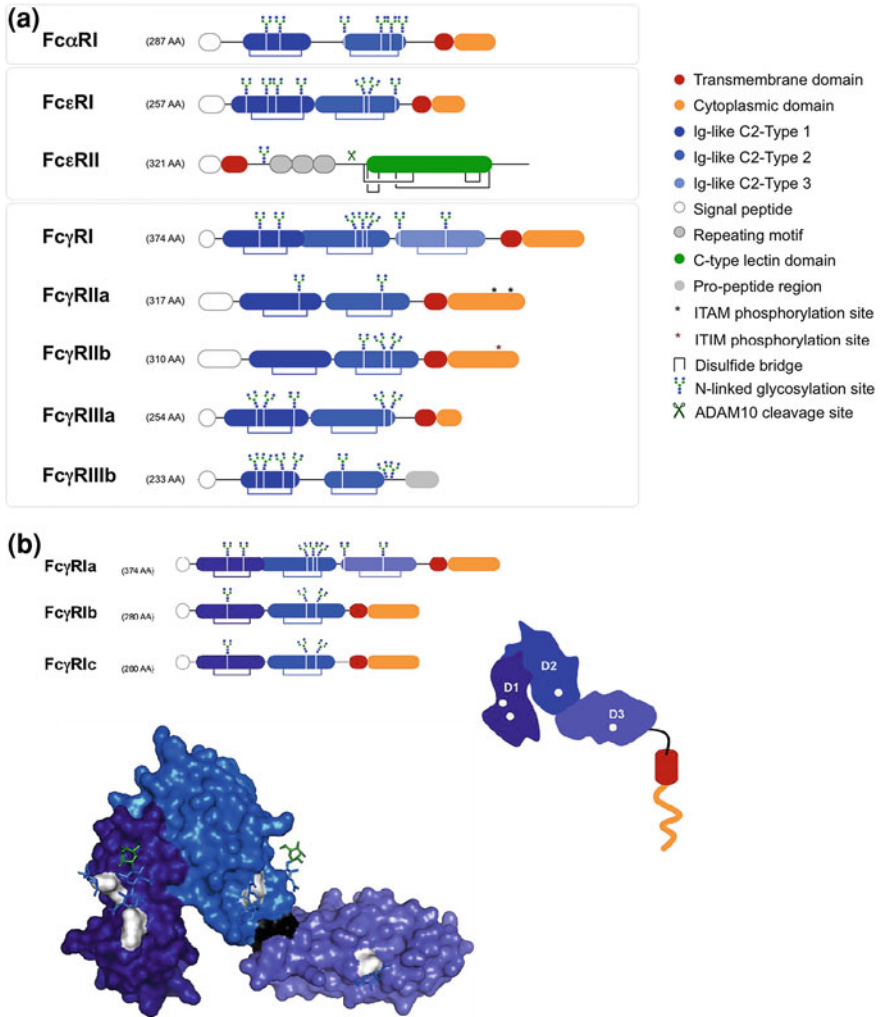 (a)
FcαRI (287 AA)
FcεRI (257 AA)
FcεRII (321 AA)
FcγRI (374 AA)
FcγRIIa (317 AA)
FcγRIIb (310 AA)
FcγRIIIa (254 AA)
FcγRIIIb (233 AA)
Transmembrane domain
Cytoplasmic domain
Ig-like C2-Type 1
Ig-like C2-Type 2
Ig-like C2-Type 3
Signal peptide
Repeating motif
C-type lectin domain
Pro-peptide region
* ITAM phosphorylation site
* ITIM phosphorylation site
Disulfide bridge
N-linked glycosylation site
ADAM10 cleavage site
(b)
FcγRIa (374 AA)
FcγRIb (280 AA)
FcγRIc (280 AA)
D1
D2
D3